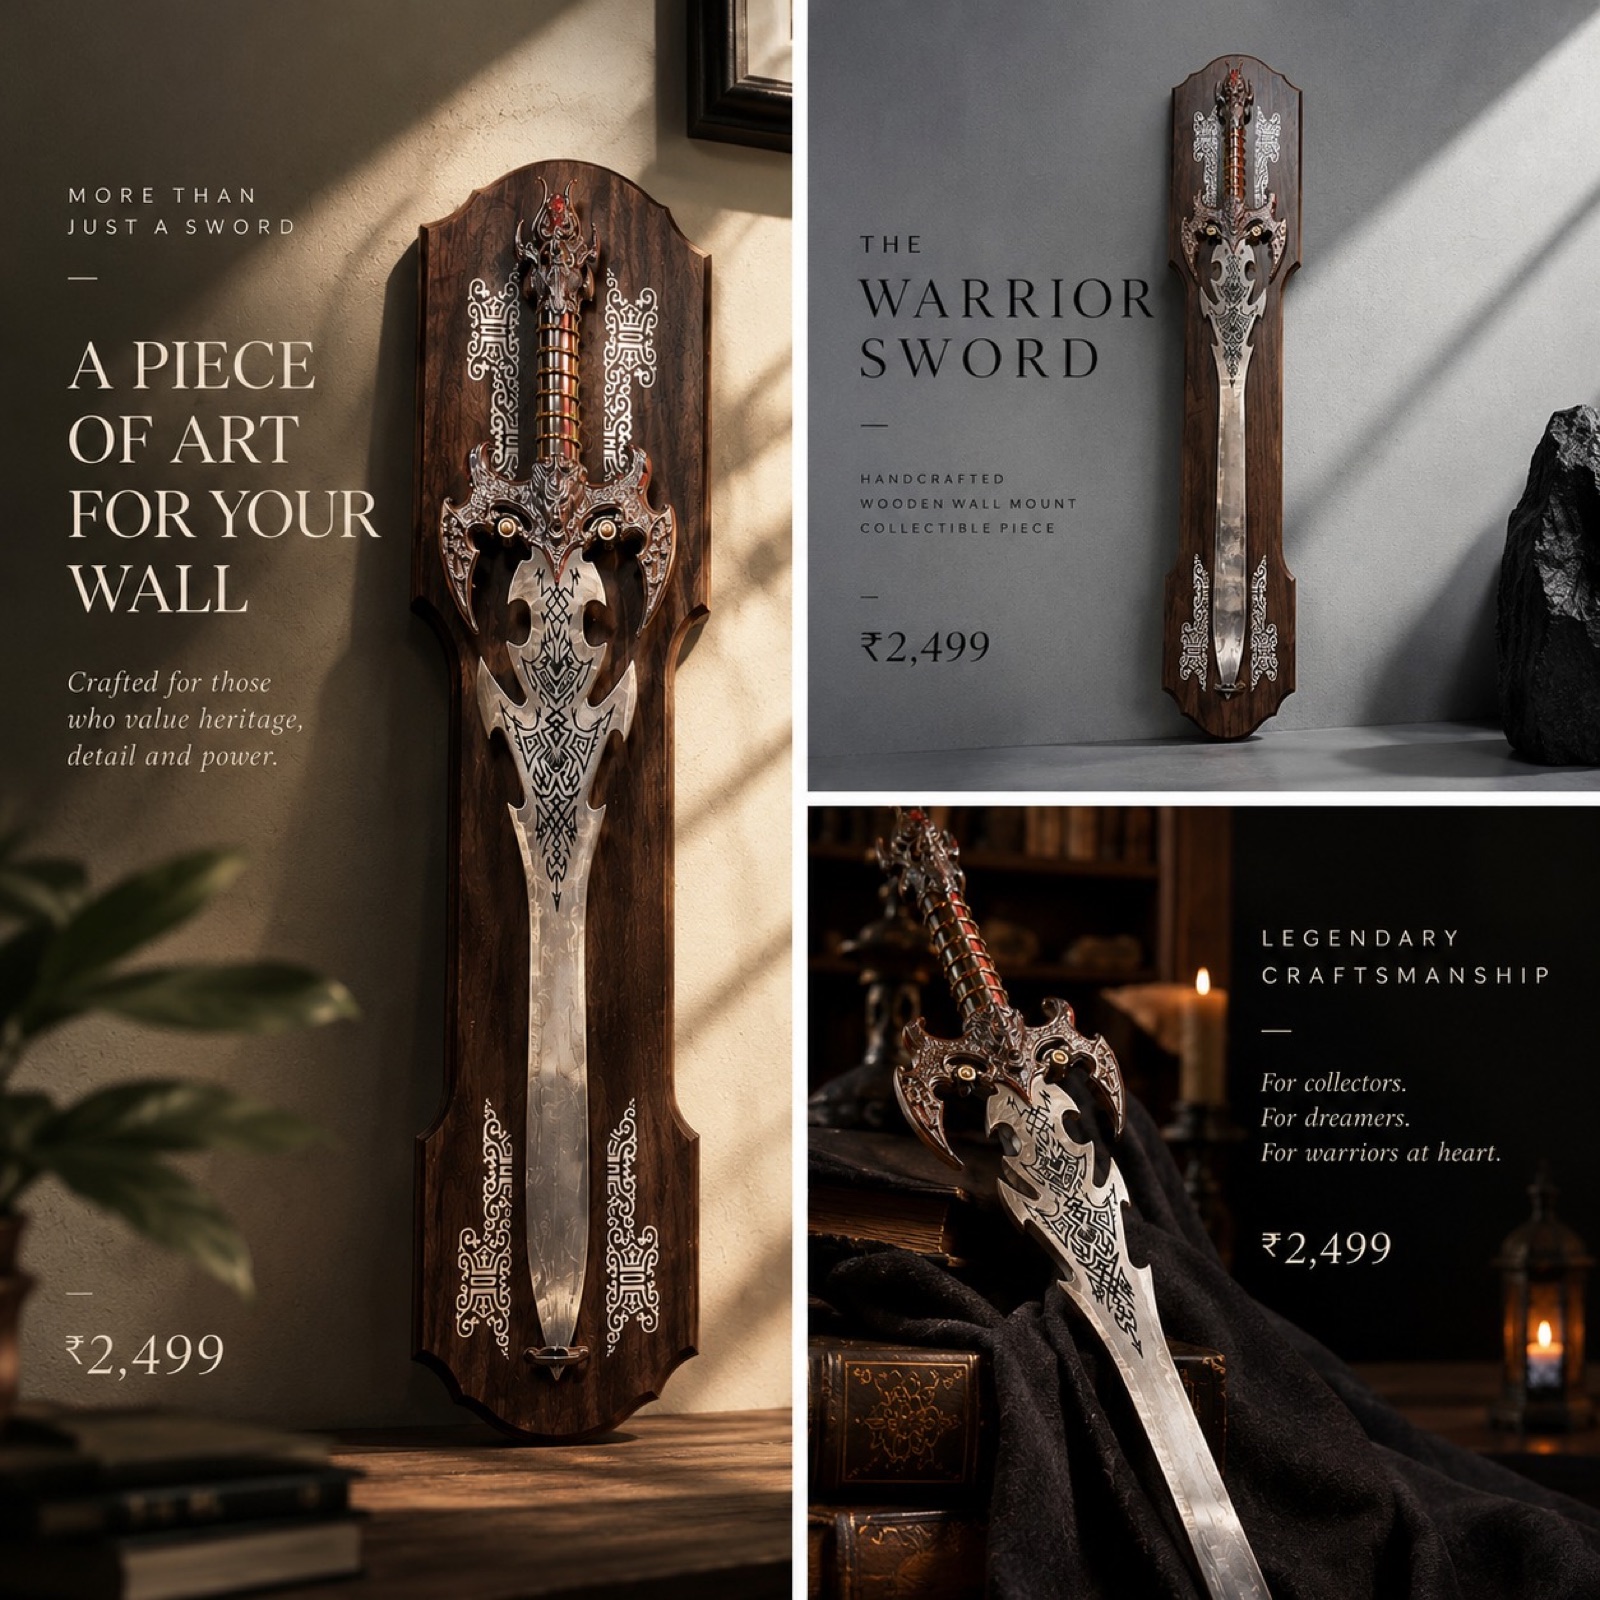 MORE THAN
JUST A SWORD
A PIECE
OF ART
FOR YOUR
WALL
Crafted for those
who value heritage,
detail and power.
₹2,499
THE
WARRIOR
SWORD
HANDCRAFTED
WOODEN WALL MOUNT
COLLECTIBLE PIECE
₹2,499
LEGENDARY
CRAFTSMANSHIP
For collectors.
For dreamers.
For warriors at heart.
₹2,499